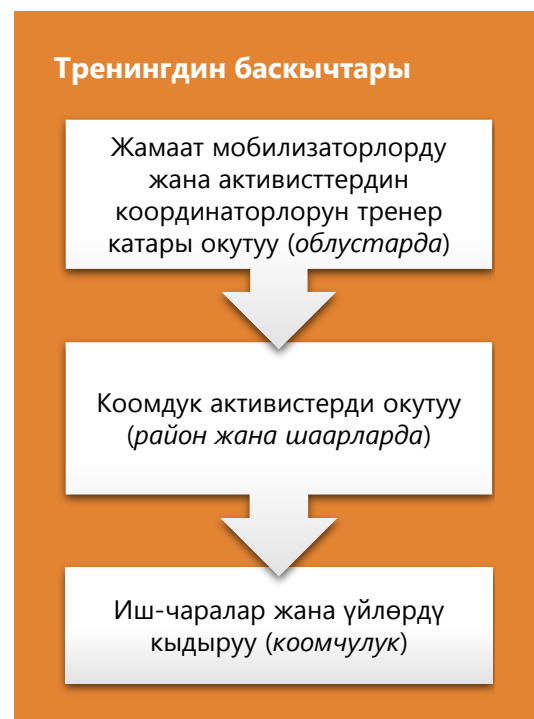 Тренингдин баскычтары
Жамаат мобилизаторлорду
жана активисттердин
координаторлорун тренер
катары окутуу (облустарда)
Коомдук активистерди окутуу
(район жана шаарларда)
Иш-чаралар жана үйлөрдү
кыдыруу (коомчулук)